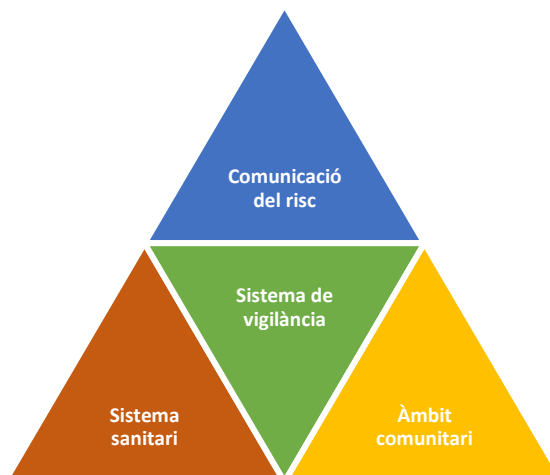 Comunicació
del risc
Sistema de
vigilància
Sistema
sanitari
Àmbit
comunitari